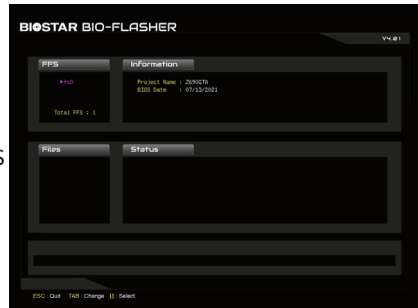 BIOSTAR BIO-FLASHER
V4.01
FFS
fs0
Total FFS : 1
Information
Project Name : Z690GTA
BIOS Date : 07/13/2021
Files
Status
S
ESC : Quit TAB : Change ↕ : Select